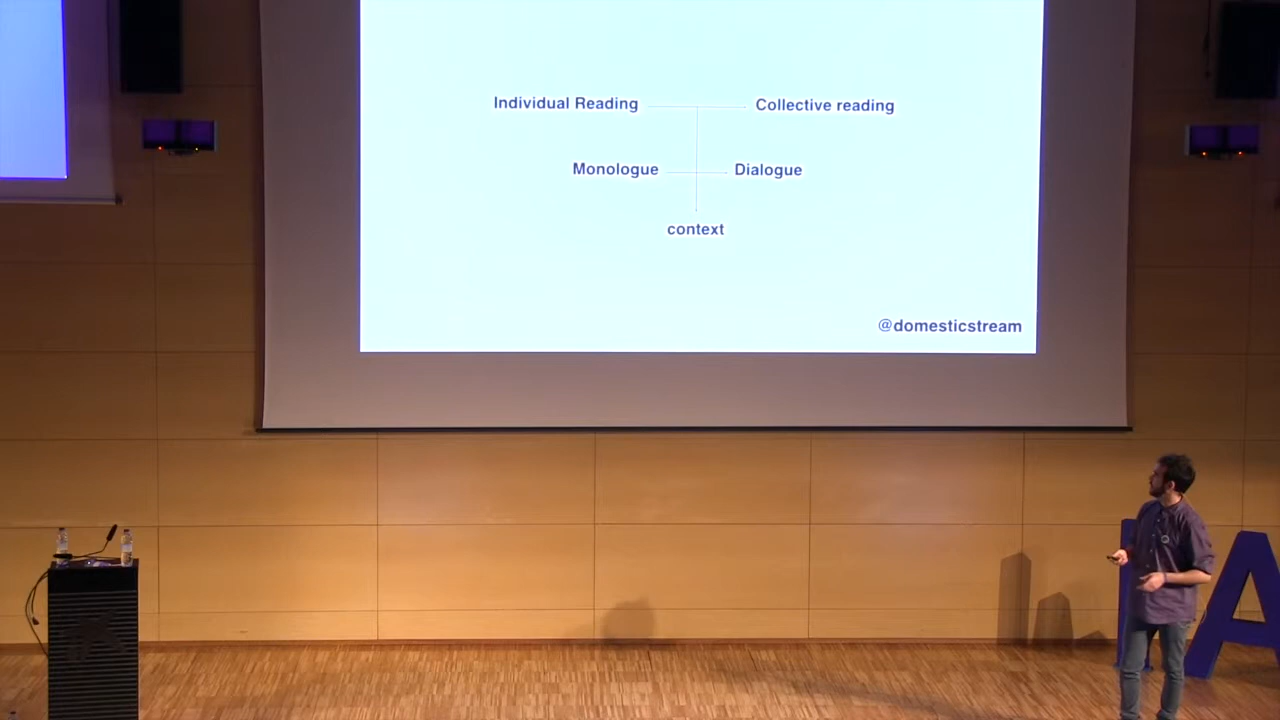 Individual Reading
Collective reading
Monologue
Dialogue
context
@domesticstream
A